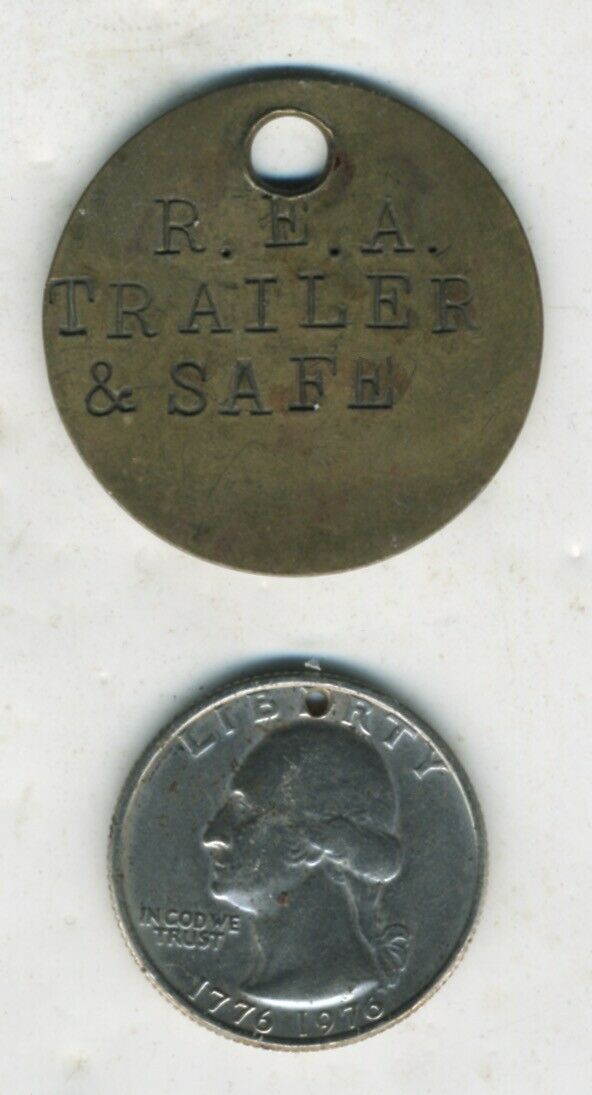 R.E.A.
TRAILER
& SAFE
LIBERTY
IN GOD WE
TRUST
1776 1976